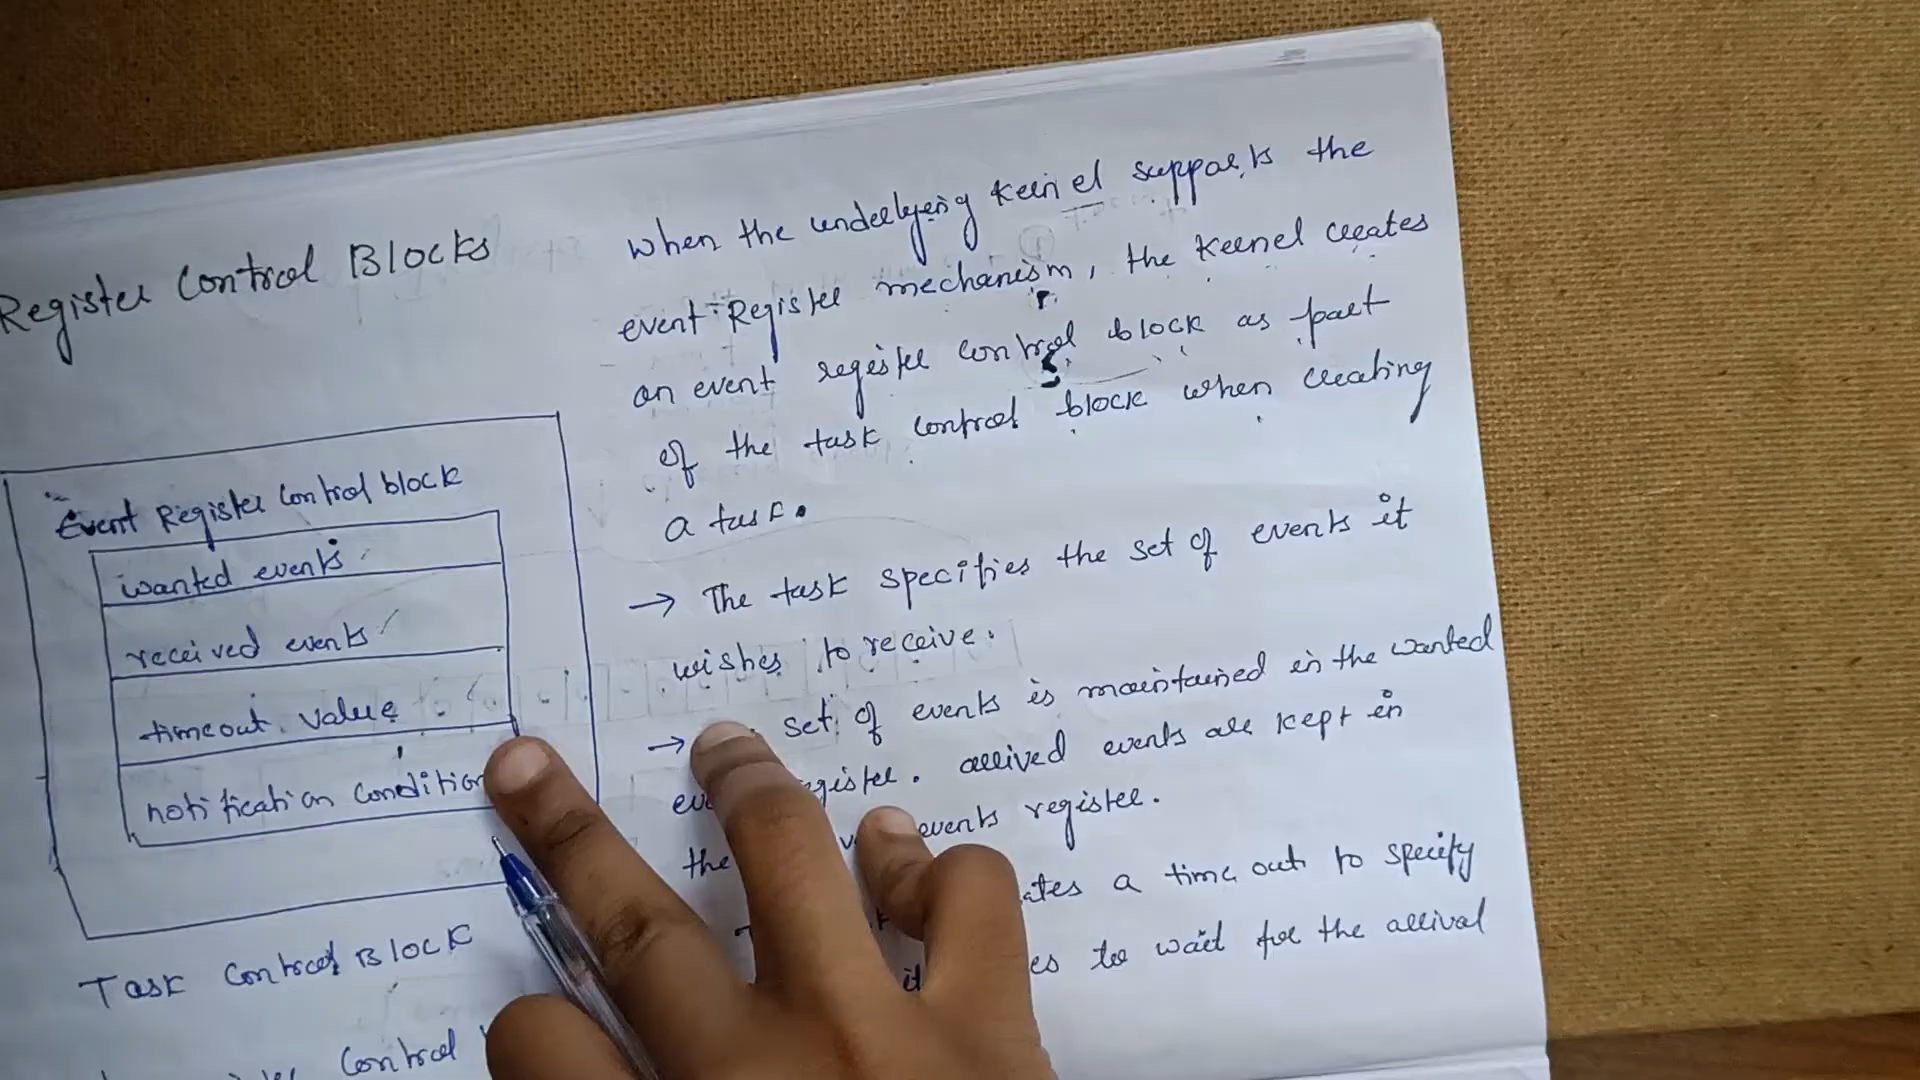 Register Control Blocks
Event Register Control block
wanted events
received events
timeout value
notification condition
Task Control Block
Control
When the underlying Kernel supports the
event Register mechanism, the Kernel creates
an event register control block as part
of the task control block when creating
a task.
→ The task specifies the set of events it
wishes to receive.
→ set of events is maintained in the wanted
register. arrived events are kept in
the events register.
a time out to specify
to wait for the arrival